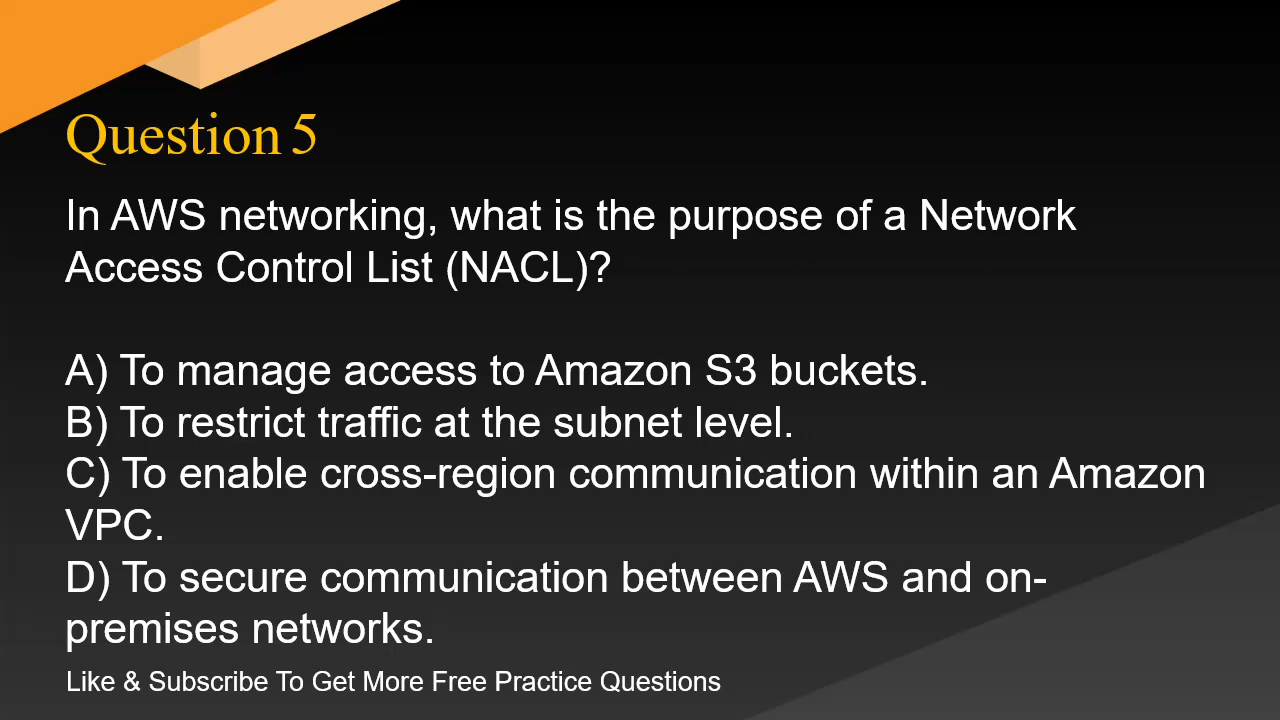 Question 5
In AWS networking, what is the purpose of a Network
Access Control List (NACL)?
A) To manage access to Amazon S3 buckets.
B) To restrict traffic at the subnet level.
C) To enable cross-region communication within an Amazon
VPC.
D) To secure communication between AWS and on-
premises networks.
Like & Subscribe To Get More Free Practice Questions